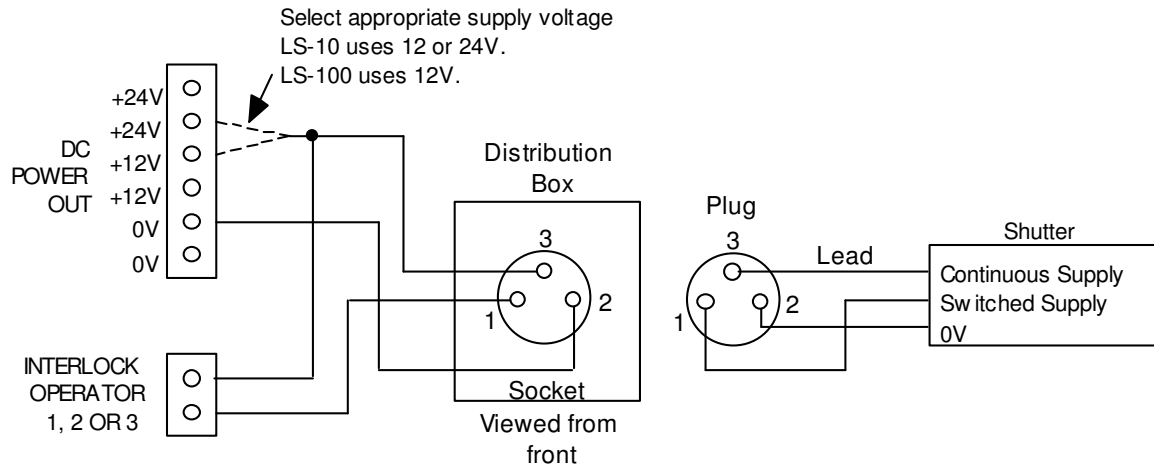 Select appropriate supply voltage
LS-10 uses 12 or 24V.
LS-100 uses 12V.
+24V
+24V
+12V
+12V
0V
0V
DC
POWER
OUT
INTERLOCK
OPERATOR
1, 2 OR 3
Distribution
Box
3
1
2
Socket
Viewed from
front
Plug
3
1
2
Lead
Shutter
Continuous Supply
Switched Supply
0V